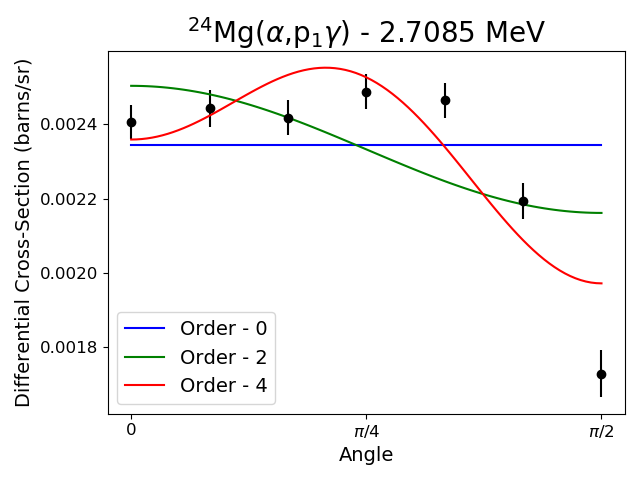 ²⁴Mg(α,p₁γ) - 2.7085 MeV
Differential Cross-Section (barns/sr)
0.0024
0.0022
0.0020
0.0018
Order - 0
Order - 2
Order - 4
0 π/4 π/2
Angle